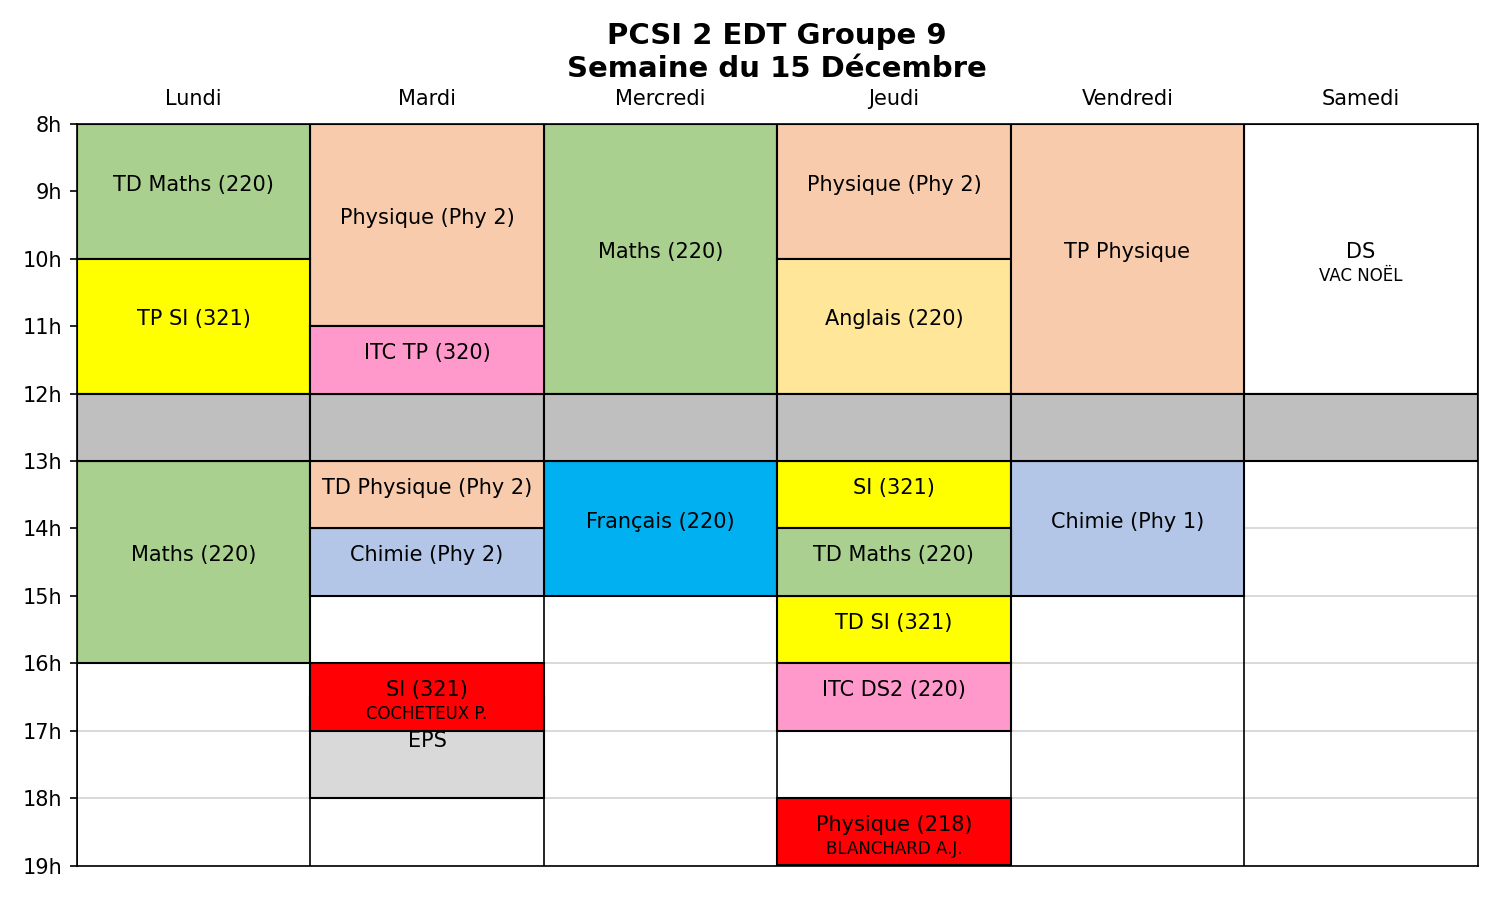 PCSI 2 EDT Groupe 9
Semaine du 15 Décembre
Lundi
Mardi
Mercredi
Jeudi
Vendredi
Samedi
8h
9h
10h
11h
12h
13h
14h
15h
16h
17h
18h
19h
TD Maths (220)
TP SI (321)
Maths (220)
Physique (Phy 2)
ITC TP (320)
TD Physique (Phy 2)
Chimie (Phy 2)
SI (321)
COCHETEUX P.
EPS
Maths (220)
Français (220)
Physique (Phy 2)
Anglais (220)
SI (321)
TD Maths (220)
TD SI (321)
ITC DS2 (220)
Physique (218)
BLANCHARD A.J.
TP Physique
Chimie (Phy 1)
DS
VAC NOËL